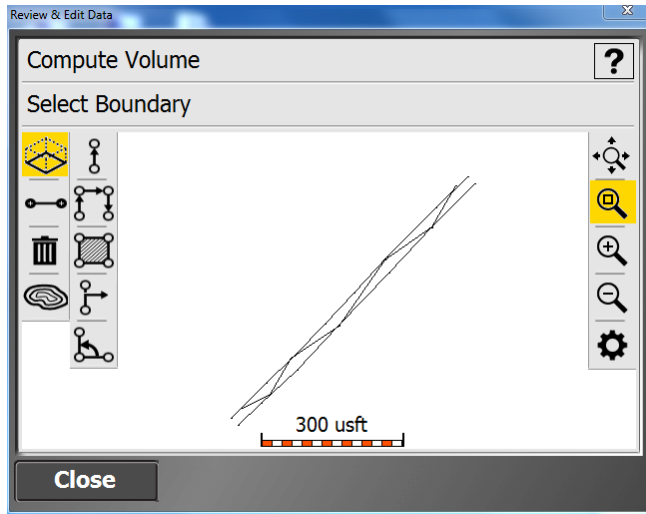 Review & Edit Data
Compute Volume
?
Select Boundary
300 usft
Close